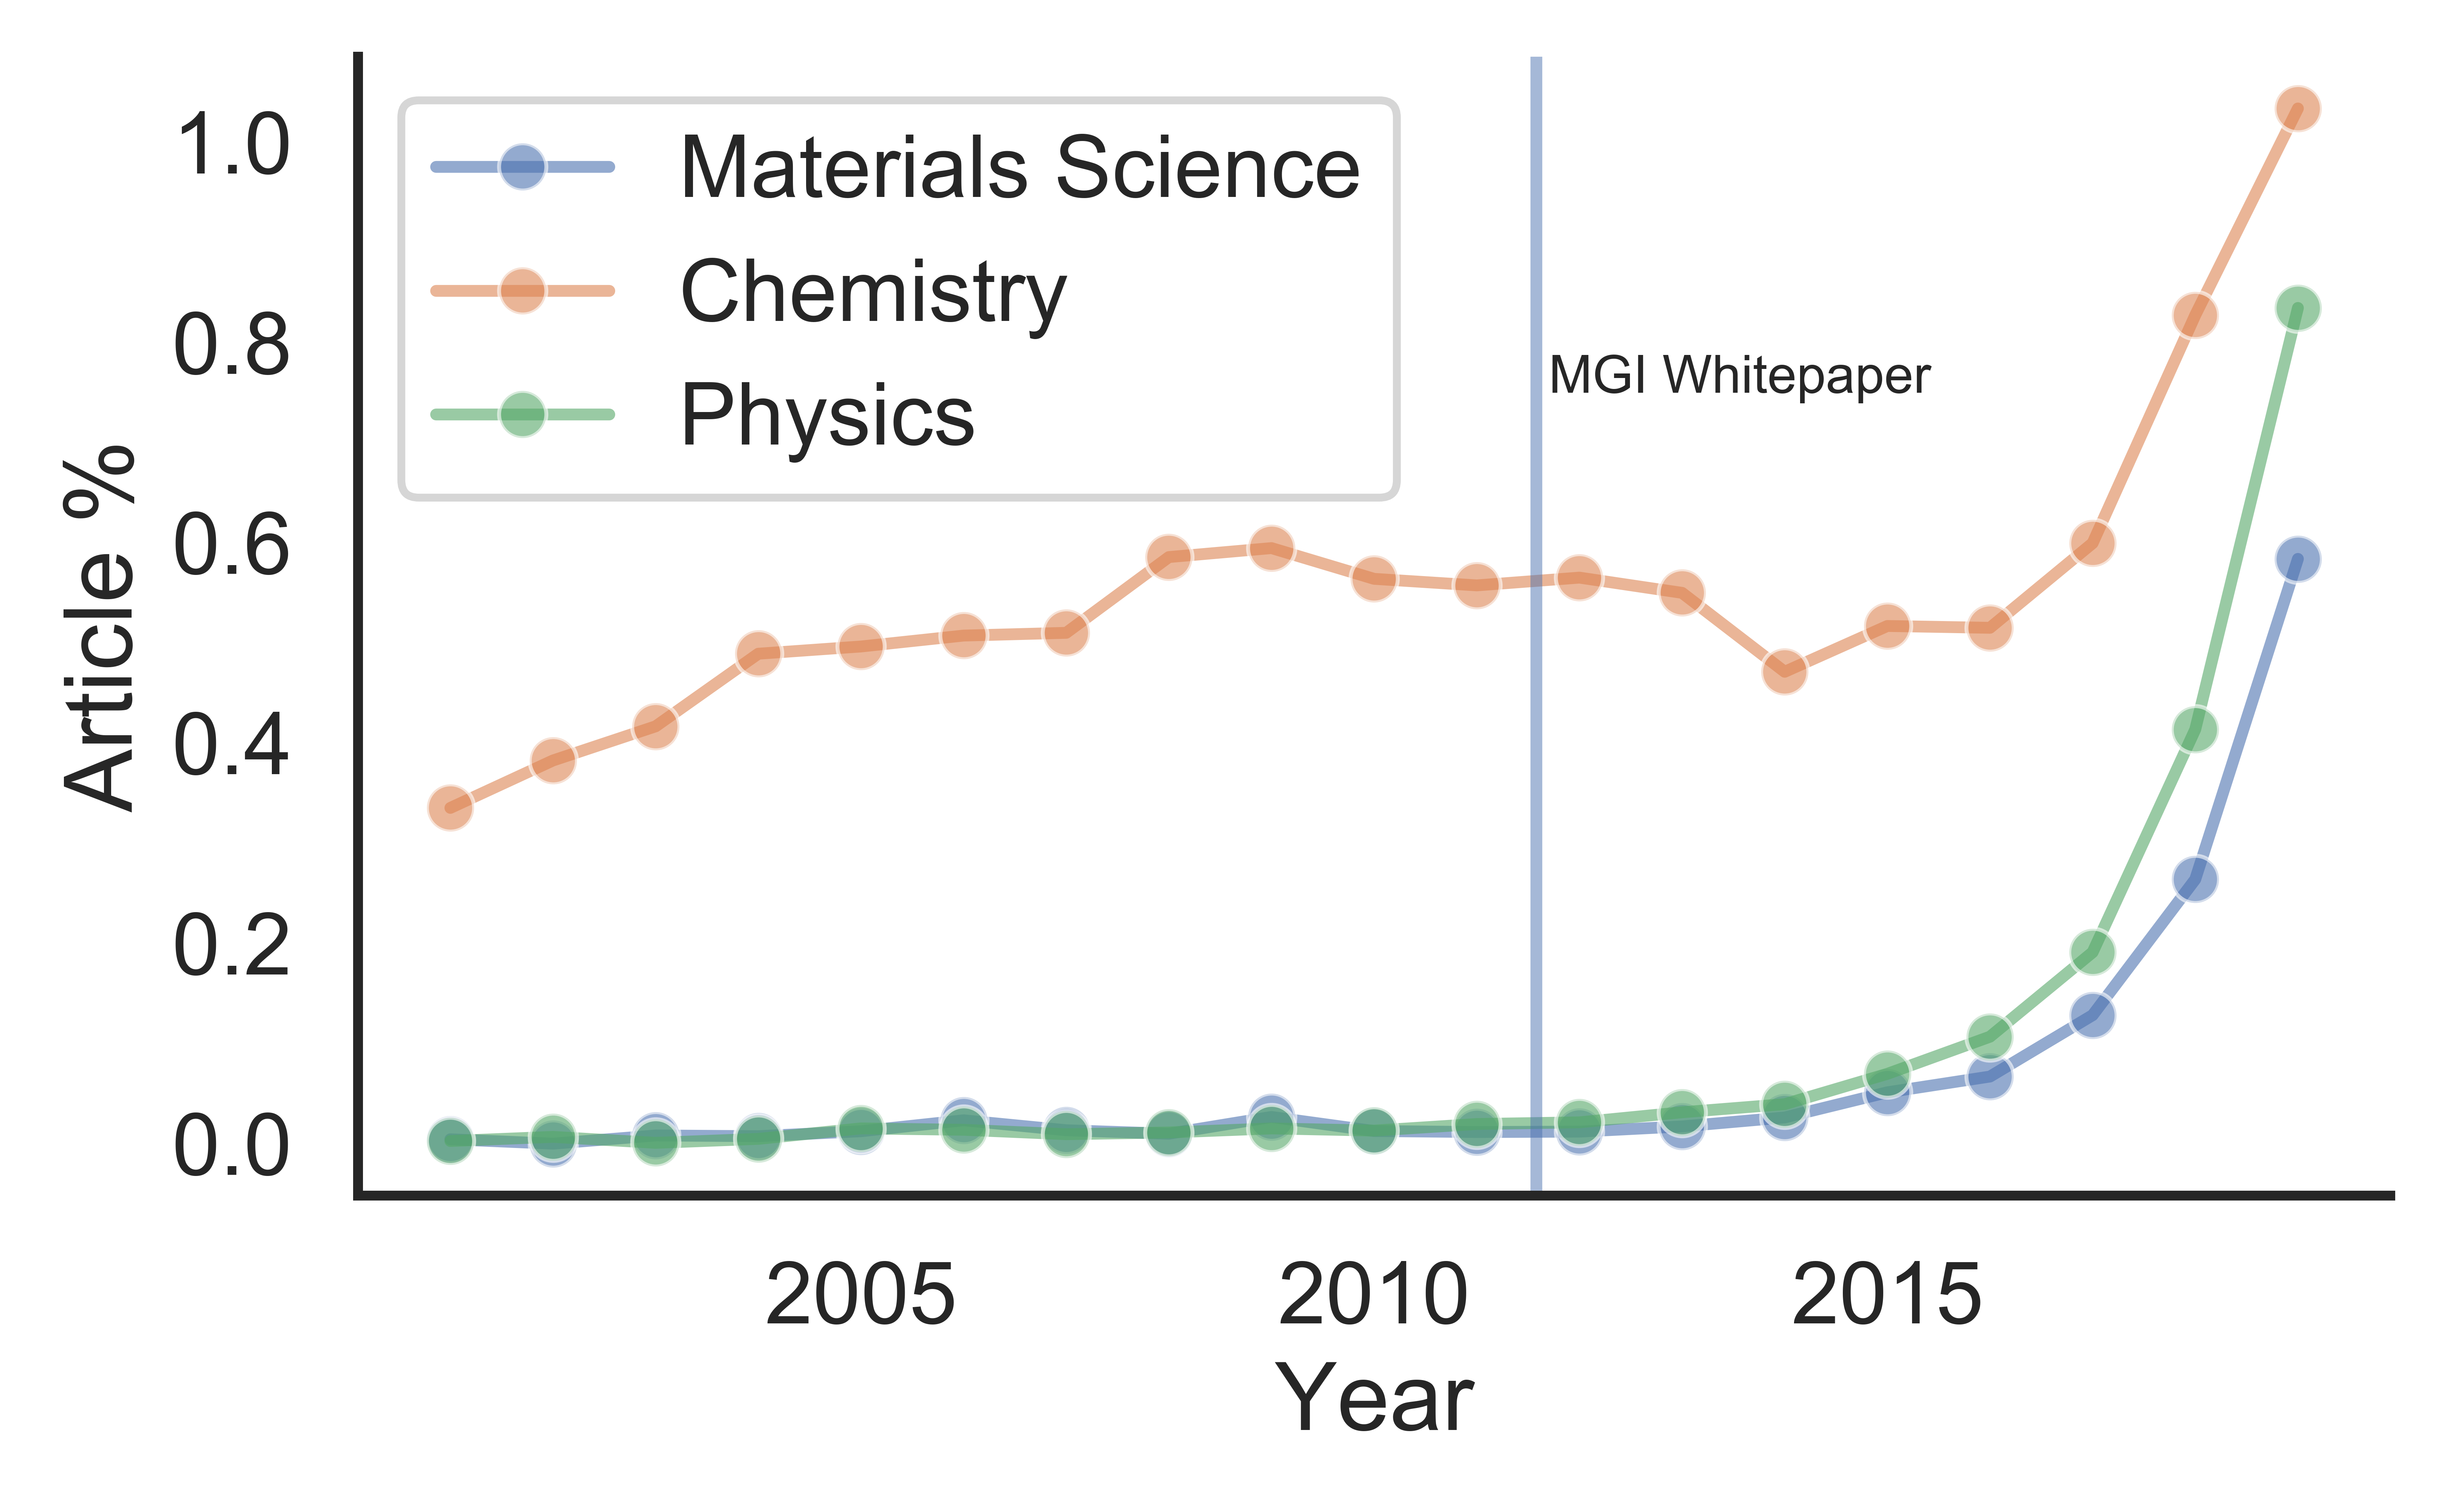 Materials Science
Chemistry
Physics
MGI Whitepaper
Article %
1.0
0.8
0.6
0.4
0.2
0.0
2005 2010 2015
Year